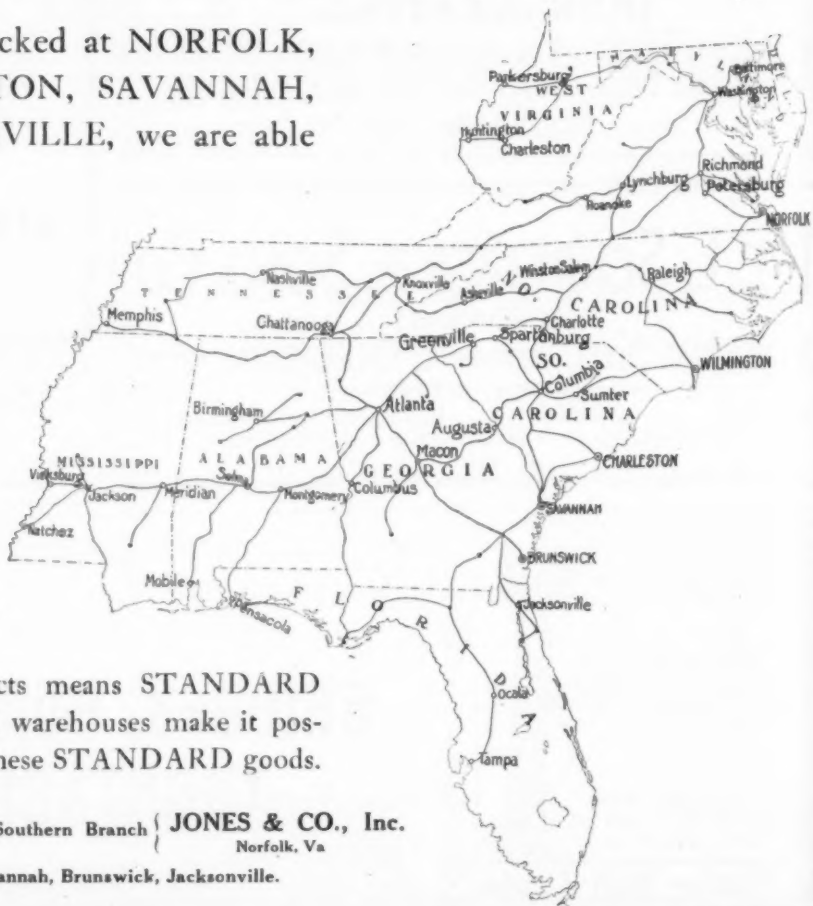 cked at NORFOLK,
TON, SAVANNAH,
VILLE, we are able
Parkersburg
WEST
VIRGINIA
MARYL
Baltimore
Washington
Huntington
Charleston
Richmond
Lynchburg
Petersburg
Roanoke
NORFOLK
Nashville
Knoxville
Winston Salem
Raleigh
TENNESSEE
Asheville
NO.
CAROLINA
Memphis
Chattanooga
Charlotte
Greenville
Spartanburg
SO.
WILMINGTON
Columbia
Sumter
Birmingham
Atlanta
CAROLINA
Augusta
Macon
CHARLESTON
MISSISSIPPI
ALABAMA
GEORGIA
Vicksburg
Selma
Jackson
Meridian
Montgomery
Columbus
SAVANNAH
Natchez
BRUNSWICK
Mobile
FLORIDA
Jacksonville
Pensacola
Ocala
Tampa
cts means STANDARD
warehouses make it pos-
hese STANDARD goods.
Southern Branch { JONES & CO., Inc.
Norfolk, Va
annah, Brunswick, Jacksonville.